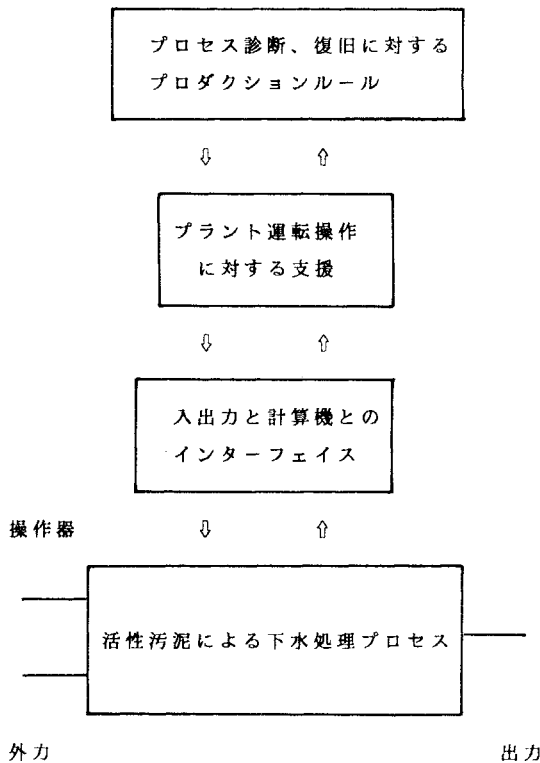 プロセス診断、復旧に対する
プロダクションルール
⇩ ⇧
プラント運転操作
に対する支援
⇩ ⇧
入出力と計算機との
インターフェイス
操作器 ⇩ ⇧
活性汚泥による下水処理プロセス
外力 出力